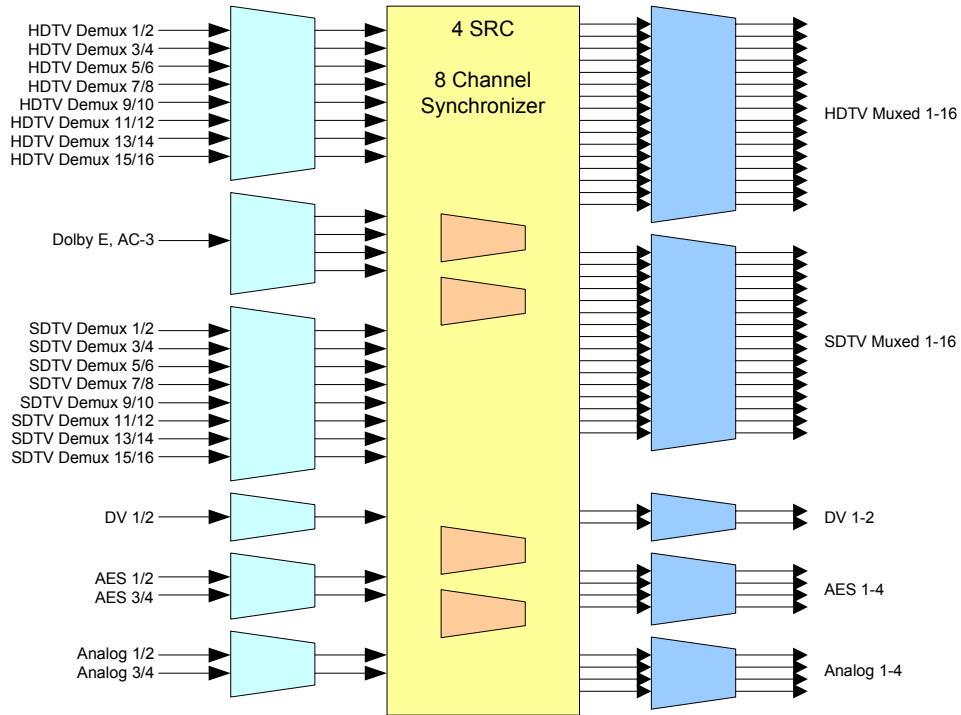 HDTV Demux 1/2
HDTV Demux 3/4
HDTV Demux 5/6
HDTV Demux 7/8
HDTV Demux 9/10
HDTV Demux 11/12
HDTV Demux 13/14
HDTV Demux 15/16
Dolby E, AC-3
SDTV Demux 1/2
SDTV Demux 3/4
SDTV Demux 5/6
SDTV Demux 7/8
SDTV Demux 9/10
SDTV Demux 11/12
SDTV Demux 13/14
SDTV Demux 15/16
DV 1/2
AES 1/2
AES 3/4
Analog 1/2
Analog 3/4
4 SRC
8 Channel
Synchronizer
HDTV Muxed 1-16
SDTV Muxed 1-16
DV 1-2
AES 1-4
Analog 1-4